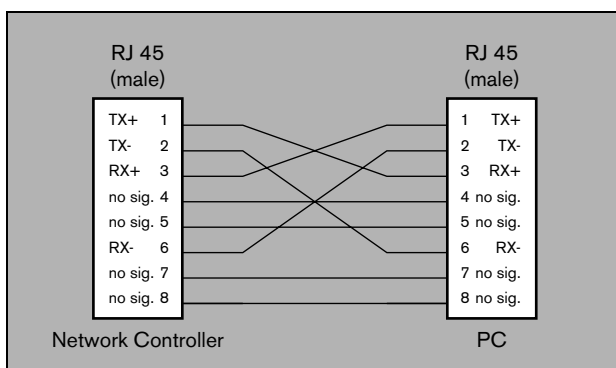 RJ 45
(male)
TX+ 1
TX- 2
RX+ 3
no sig. 4
no sig. 5
RX- 6
no sig. 7
no sig. 8
Network Controller
RJ 45
(male)
1 TX+
2 TX-
3 RX+
4 no sig.
5 no sig.
6 RX-
7 no sig.
8 no sig.
PC